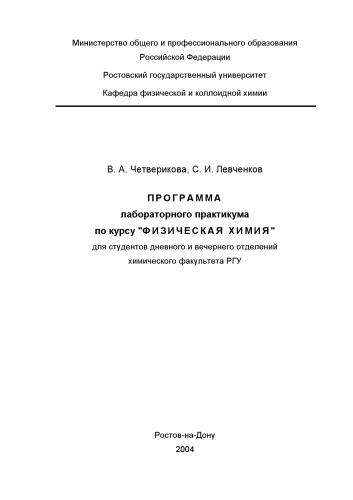 Министерство общего и профессионального образования
Российской Федерации
Ростовский государственный университет
Кафедра физической и коллоидной химии
В. А. Четверикова, С. И. Левченков
ПРОГРАММА
лабораторного практикума
по курсу "ФИЗИЧЕСКАЯ ХИМИЯ"
для студентов дневного и вечернего отделений
химического факультета РГУ
Ростов-на-Дону
2004